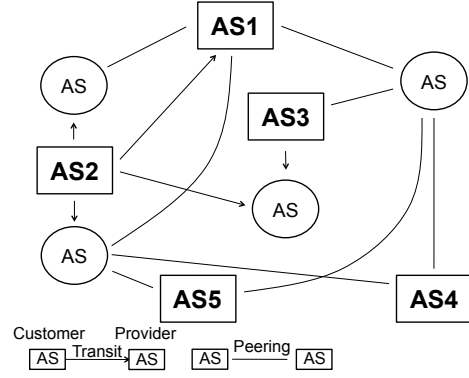 AS1
AS
AS
AS3
AS2
AS
AS
AS5
AS4
Customer
Provider
Transit
Peering
AS
AS
AS
AS